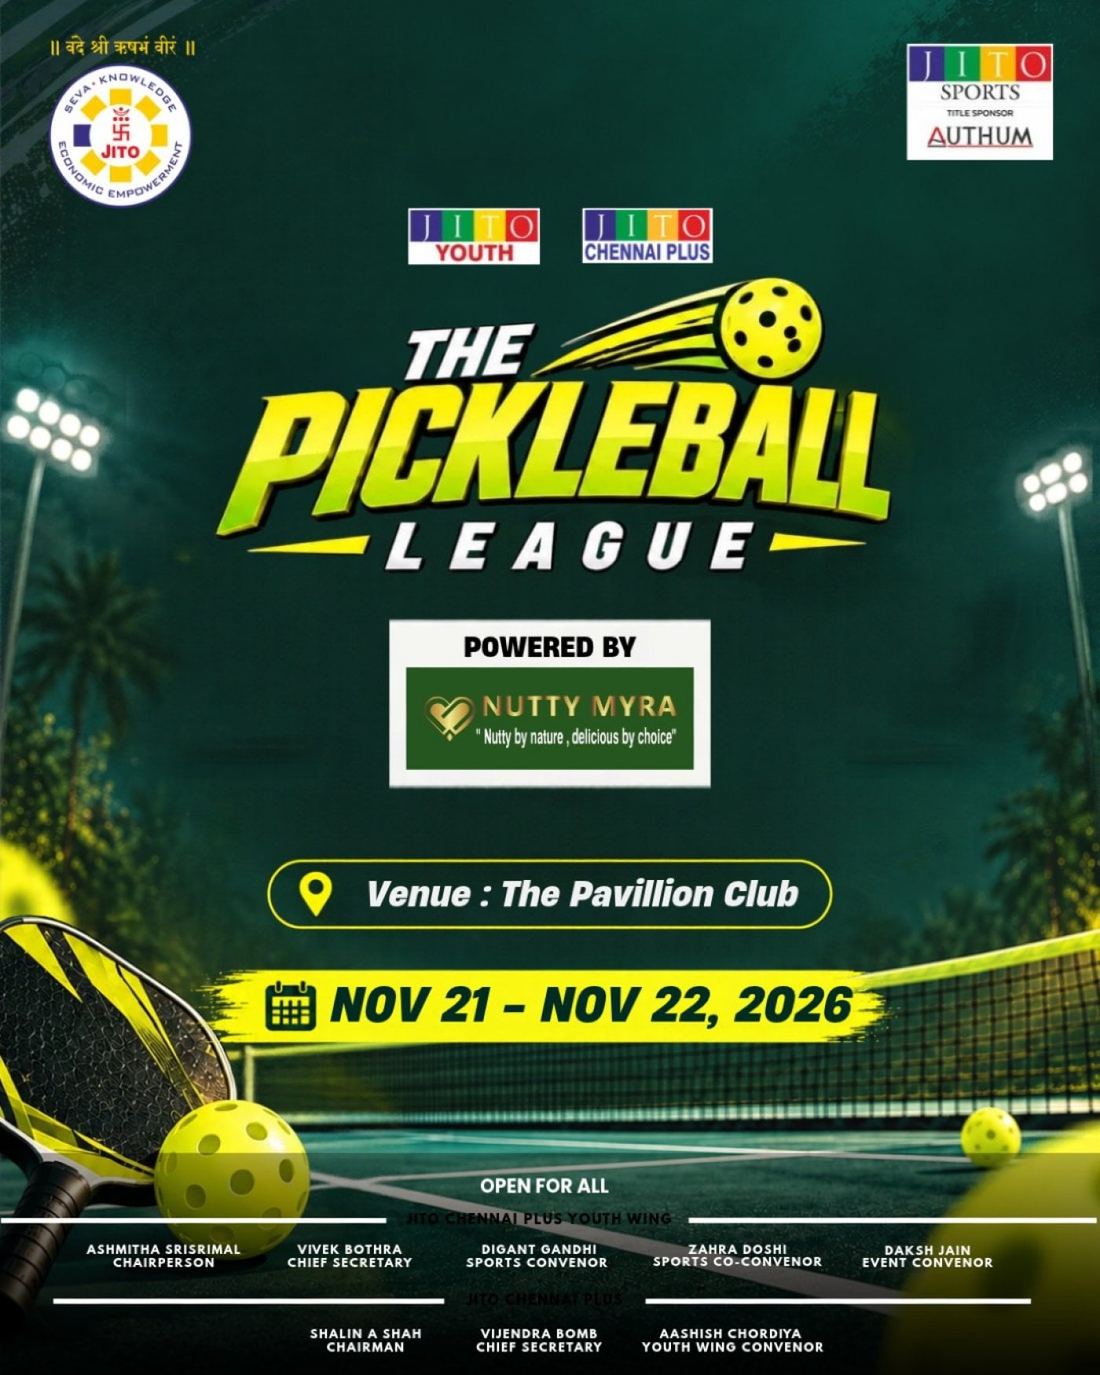 ॥ वंदे श्री ऋषभं वीरं ॥
SEVA • KNOWLEDGE
JITO
ECONOMIC EMPOWERMENT
JITO
SPORTS
TITLE SPONSOR
AUTHUM
JITO
YOUTH
JITO
CHENNAI PLUS
THE
PICKLEBALL
LEAGUE
POWERED BY
NUTTY MYRA
" Nutty by nature , delicious by choice"
Venue : The Pavillion Club
NOV 21 – NOV 22, 2026
OPEN FOR ALL
JITO CHENNAI PLUS YOUTH WING
ASHMITHA SRISRIMAL
CHAIRPERSON
VIVEK BOTHRA
CHIEF SECRETARY
DIGANT GANDHI
SPORTS CONVENOR
ZAHRA DOSHI
SPORTS CO-CONVENOR
DAKSH JAIN
EVENT CONVENOR
JITO CHENNAI PLUS
SHALIN A SHAH
CHAIRMAN
VIJENDRA BOMB
CHIEF SECRETARY
AASHISH CHORDIYA
YOUTH WING CONVENOR